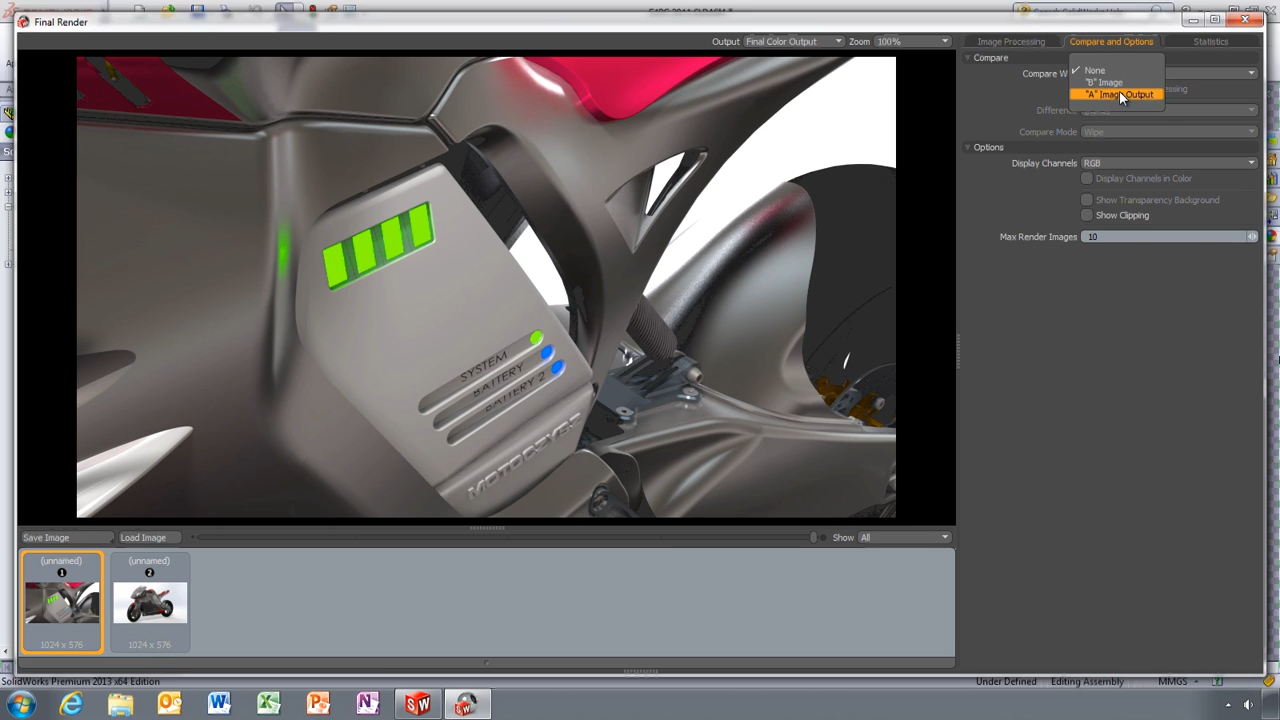 Final Render
Output Final Color Output Zoom 100%
Image Processing Compare and Options Statistics
Compare
Compare W
None
"B" Image
"A" Image Output
Difference
Compare Mode Wipe
Options
Display Channels RGB
Display Channels in Color
Show Transparency Background
Show Clipping
Max Render Images 10
SYSTEM
BATTERY
BATTERY 2
MOTOCZYSZ
Save Image Load Image Show All
(unnamed) (unnamed)
1 2
1024 x 576 1024 x 576
SolidWorks Premium 2013 x64 Edition Under Defined Editing Assembly MMGS